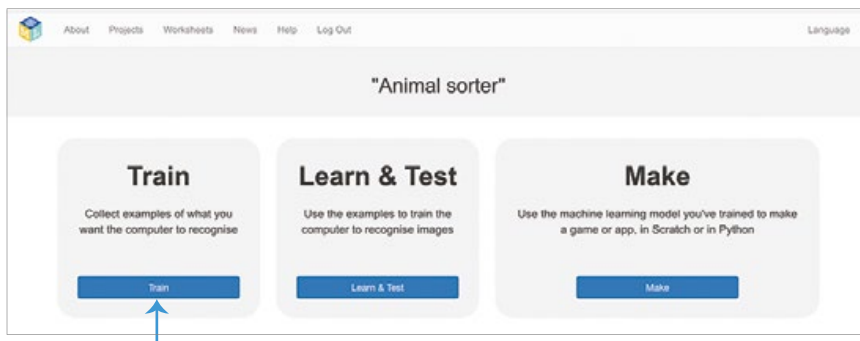 About Projects Worksheets News Help Log Out Language
"Animal sorter"
Train
Collect examples of what you
want the computer to recognise
Train
Learn & Test
Use the examples to train the
computer to recognise images
Learn & Test
Make
Use the machine learning model you've trained to make
a game or app, in Scratch or in Python
Make